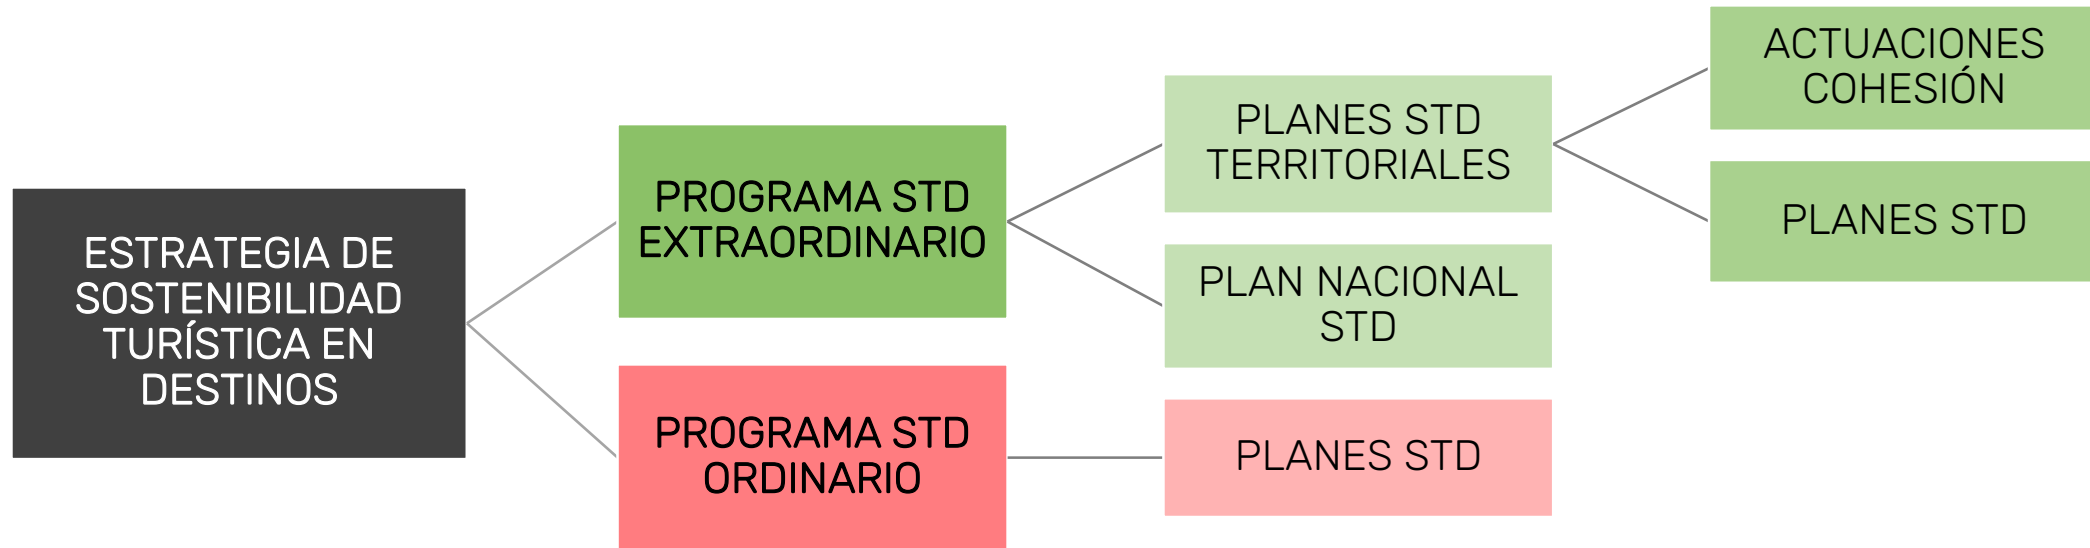 ESTRATEGIA DE
SOSTENIBILIDAD
TURÍSTICA EN
DESTINOS
PROGRAMA STD
EXTRAORDINARIO
PROGRAMA STD
ORDINARIO
PLANES STD
TERRITORIALES
PLAN NACIONAL
STD
PLANES STD
ACTUACIONES
COHESIÓN
PLANES STD